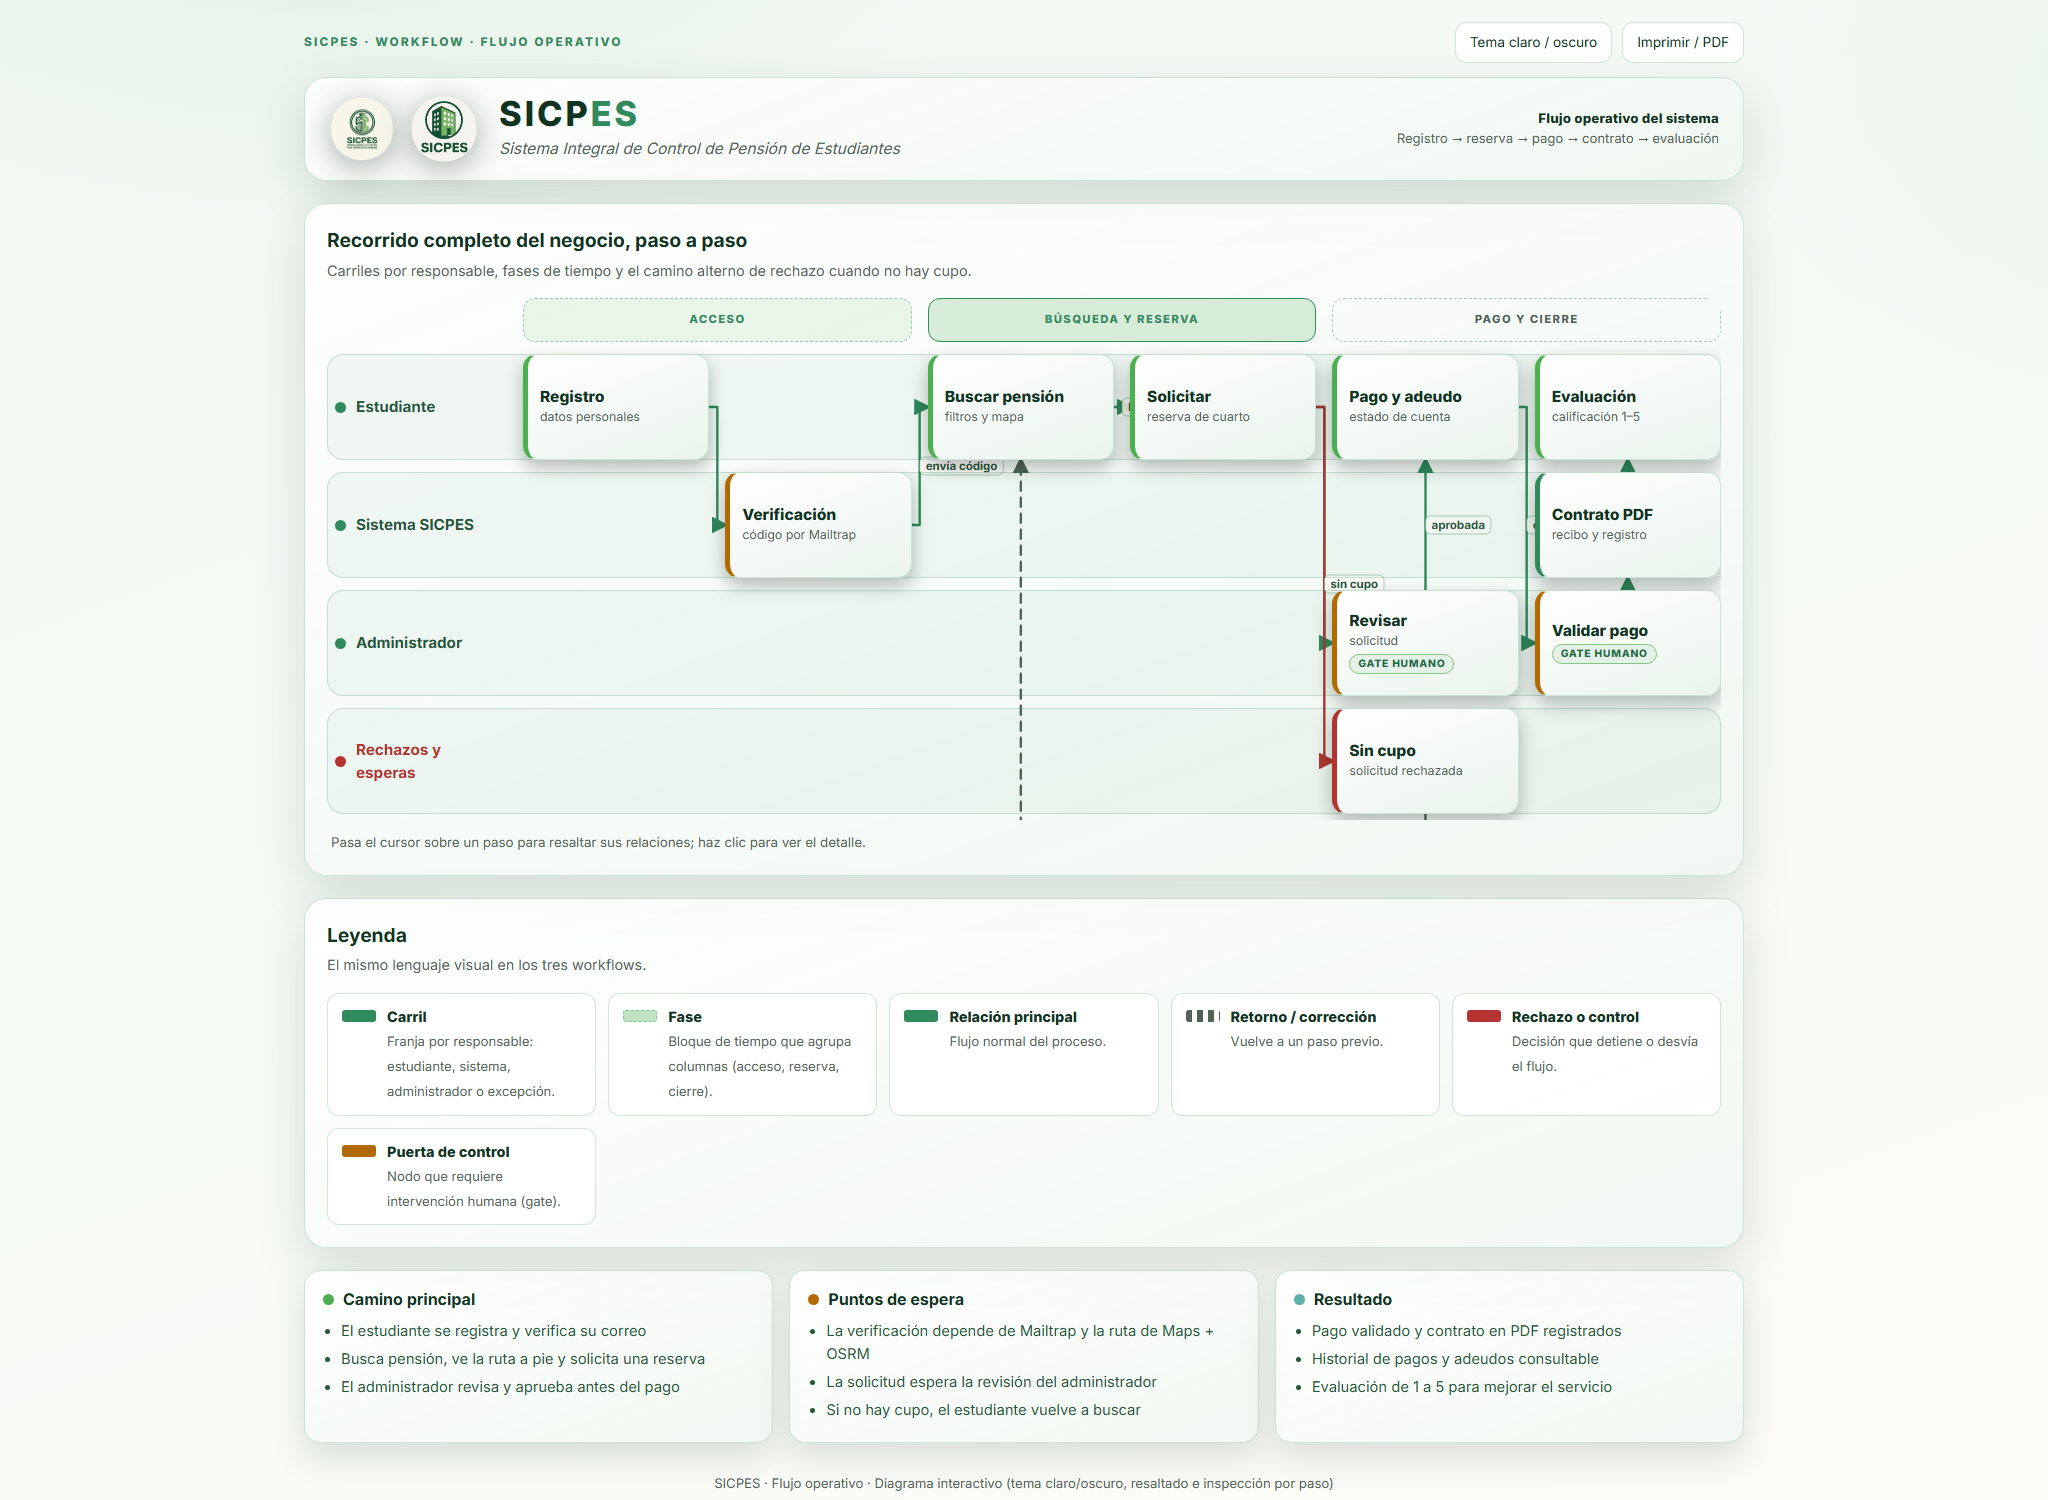 SICPES · WORKFLOW · FLUJO OPERATIVO
Tema claro / oscuro
Imprimir / PDF
SICPES
SICPES
SICPES
Sistema Integral de Control de Pensión de Estudiantes
Flujo operativo del sistema
Registro → reserva → pago → contrato → evaluación
Recorrido completo del negocio, paso a paso
Carriles por responsable, fases de tiempo y el camino alterno de rechazo cuando no hay cupo.
ACCESO
BÚSQUEDA Y RESERVA
PAGO Y CIERRE
Estudiante
Registro
datos personales
Buscar pensión
filtros y mapa
Solicitar
reserva de cuarto
Pago y adeudo
estado de cuenta
Evaluación
calificación 1–5
envía código
Sistema SICPES
Verificación
código por Mailtrap
aprobada
Contrato PDF
recibo y registro
sin cupo
Administrador
Revisar
solicitud
GATE HUMANO
Validar pago
GATE HUMANO
Rechazos y
esperas
Sin cupo
solicitud rechazada
Pasa el cursor sobre un paso para resaltar sus relaciones; haz clic para ver el detalle.
Leyenda
El mismo lenguaje visual en los tres workflows.
Carril
Franja por responsable:
estudiante, sistema,
administrador o excepción.
Fase
Bloque de tiempo que agrupa
columnas (acceso, reserva,
cierre).
Relación principal
Flujo normal del proceso.
Retorno / corrección
Vuelve a un paso previo.
Rechazo o control
Decisión que detiene o desvía
el flujo.
Puerta de control
Nodo que requiere
intervención humana (gate).
Camino principal
• El estudiante se registra y verifica su correo
• Busca pensión, ve la ruta a pie y solicita una reserva
• El administrador revisa y aprueba antes del pago
Puntos de espera
• La verificación depende de Mailtrap y la ruta de Maps +
OSRM
• La solicitud espera la revisión del administrador
• Si no hay cupo, el estudiante vuelve a buscar
Resultado
• Pago validado y contrato en PDF registrados
• Historial de pagos y adeudos consultable
• Evaluación de 1 a 5 para mejorar el servicio
SICPES · Flujo operativo · Diagrama interactivo (tema claro/oscuro, resaltado e inspección por paso)